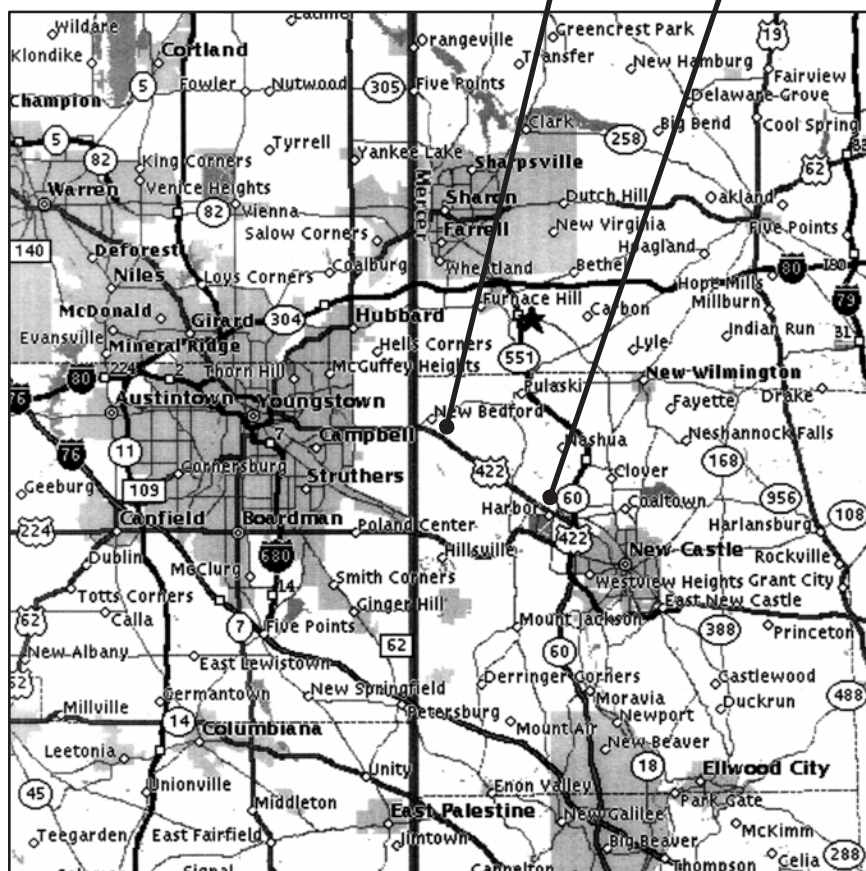 Wildare
Latimer
Orangeville
Greencrest Park
19
Klondike
Cortland
Transfer
New Hamburg
Fairview
5
Fowler
Nutwood
305
Five Points
Delaware Grove
Champion
Clark
Big Bend
Cool Spring
5
Tyrrell
258
82
King Corners
Yankee Lake
Sharpsville
62
Warren
Venice Heights
Mercer
Sharon
Dutch Hill
Oakland
82
Vienna
Farrell
New Virginia
Five Points
140
Salow Corners
Hoagland
Deforest
Coalburg
Wheatland
Bethel
80
I80
Niles
Loys Corners
Hope Mills
79
McDonald
304
Hubbard
Furnace Hill
Carbon
Millburn
Evansville
Girard
Indian Run
31
Mineral Ridge
Hells Corners
551
Lyle
80
224
2
Thorn Hill
McGuffey Heights
New Wilmington
76
Austintown
Youngstown
Pulaski
Drake
New Bedford
Fayette
7
Campbell
Nashua
Neshannock Falls
76
11
Cornersburg
422
Clover
168
Geeburg
109
Struthers
60
Coaltown
956
108
224
Canfield
Boardman
Poland Center
Harbor
Harlansburg
422
Dublin
680
Hillsville
New Castle
Rockville
McClurg
14
Smith Corners
Westview Heights
Grant City
Totts Corners
Ginger Hill
East New Castle
62
Calla
7
Five Points
62
Mount Jackson
388
Princeton
New Albany
East Lewistown
60
Derringer Corners
Castlewood
488
Germantown
New Springfield
Moravia
Duckrun
Millville
14
Petersburg
Newport
Columbiana
Mount Air
New Beaver
Leetonia
Unity
18
Ellwood City
45
Unionville
Enon Valley
Park Gate
Middleton
East Palestine
New Galilee
McKimm
Teegarden
East Fairfield
Jimtown
Big Beaver
288
Signal
Cannelton
Thompson
Celia